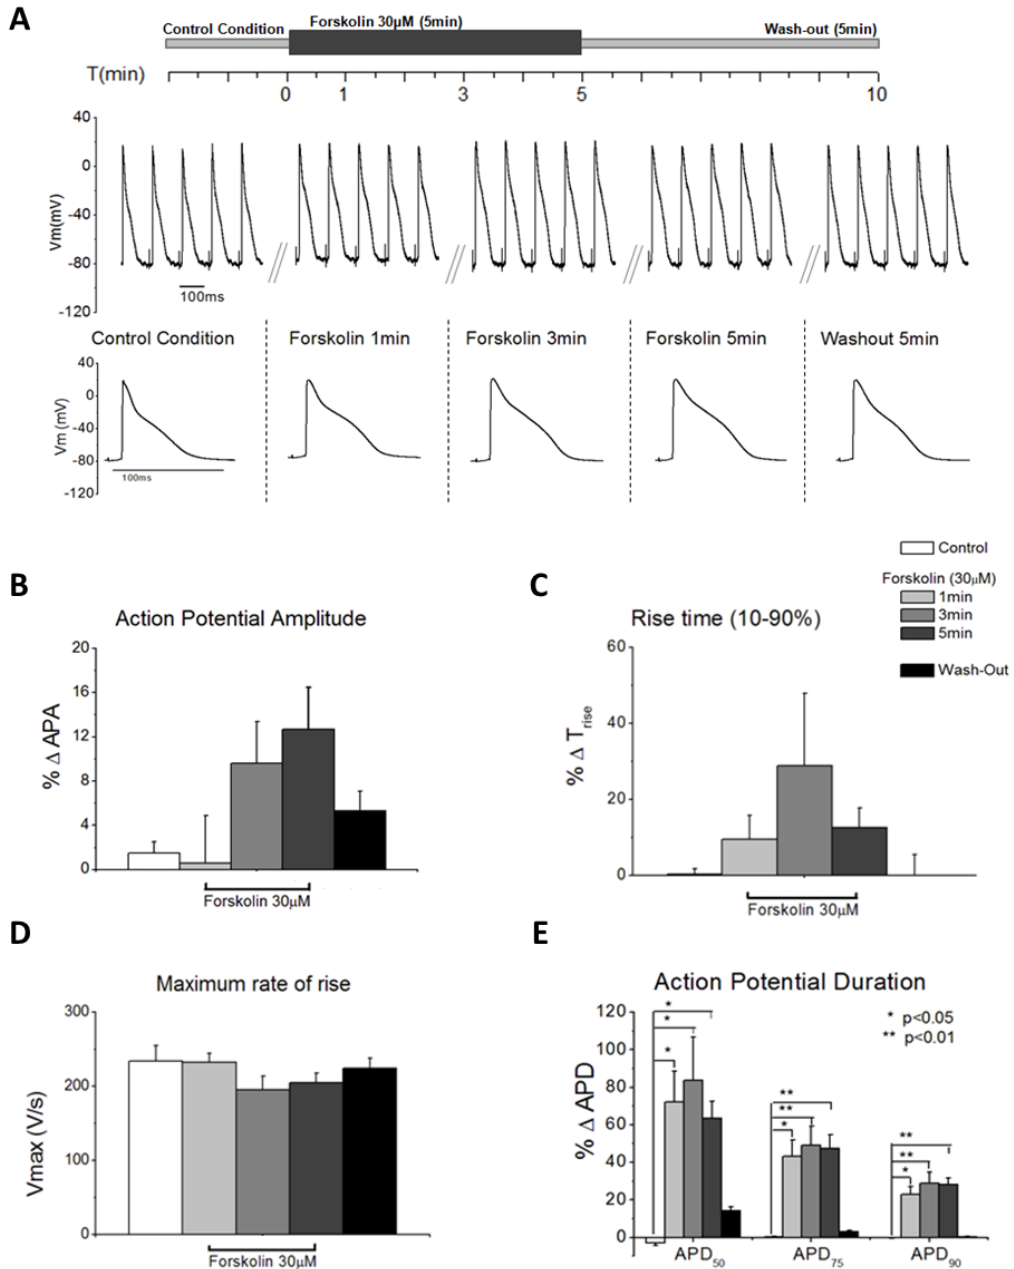 A
Control Condition
Forskolin 30µM (5min)
Wash-out (5min)
T(min)
0 1 3 5 10
40
0
-40
-80
-120
Vm(mV)
100ms
Control Condition
Forskolin 1min
Forskolin 3min
Forskolin 5min
Washout 5min
40
0
-40
-80
-120
Vm (mV)
100ms
Control
Forskolin (30µM)
1min
3min
5min
Wash-Out
B
Action Potential Amplitude
20
16
12
8
4
0
% Δ APA
Forskolin 30µM
C
Rise time (10-90%)
60
40
20
0
% Δ Trise
Forskolin 30µM
D
Maximum rate of rise
300
200
100
0
Vmax (V/s)
Forskolin 30µM
E
Action Potential Duration
* p<0.05
** p<0.01
120
100
80
60
40
20
0
% Δ APD
* * *
** ** *
** ** *
APD50 APD75 APD90